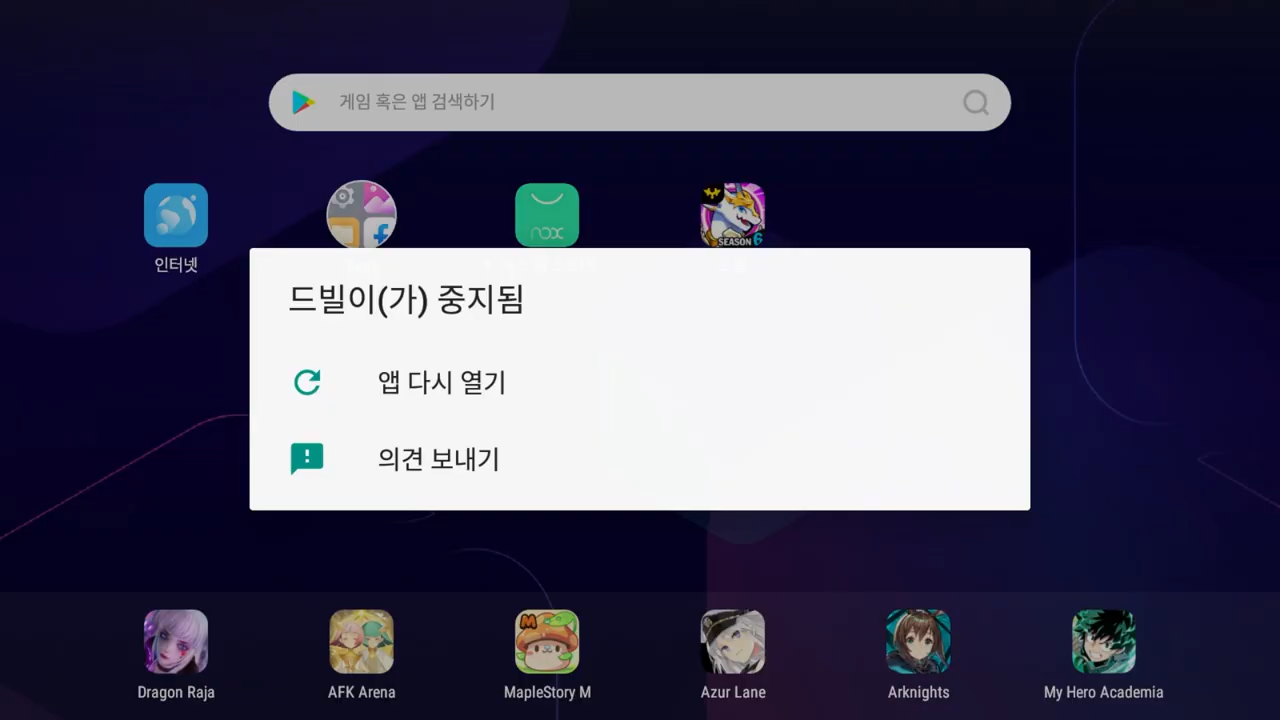 게임 혹은 앱 검색하기
SEASON 6
nox
인터넷
드빌이(가) 중지됨
앱 다시 열기
의견 보내기
M
Dragon Raja
AFK Arena
MapleStory M
Azur Lane
Arknights
My Hero Academia